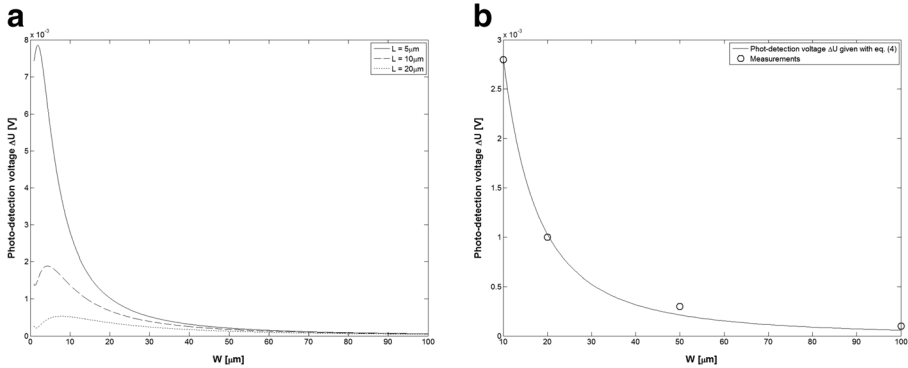 a
x 10⁻³
8
7
6
5
4
3
2
1
0
0 10 20 30 40 50 60 70 80 90 100
Photo-detection voltage ΔU [V]
W [μm]
L = 5μm
L = 10μm
L = 20μm
b
x 10⁻³
3
2.5
2
1.5
1
0.5
0
10 20 30 40 50 60 70 80 90 100
Photo-detection voltage ΔU [V]
W [μm]
Phot-detection voltage ΔU given with eq. (4)
Measurements